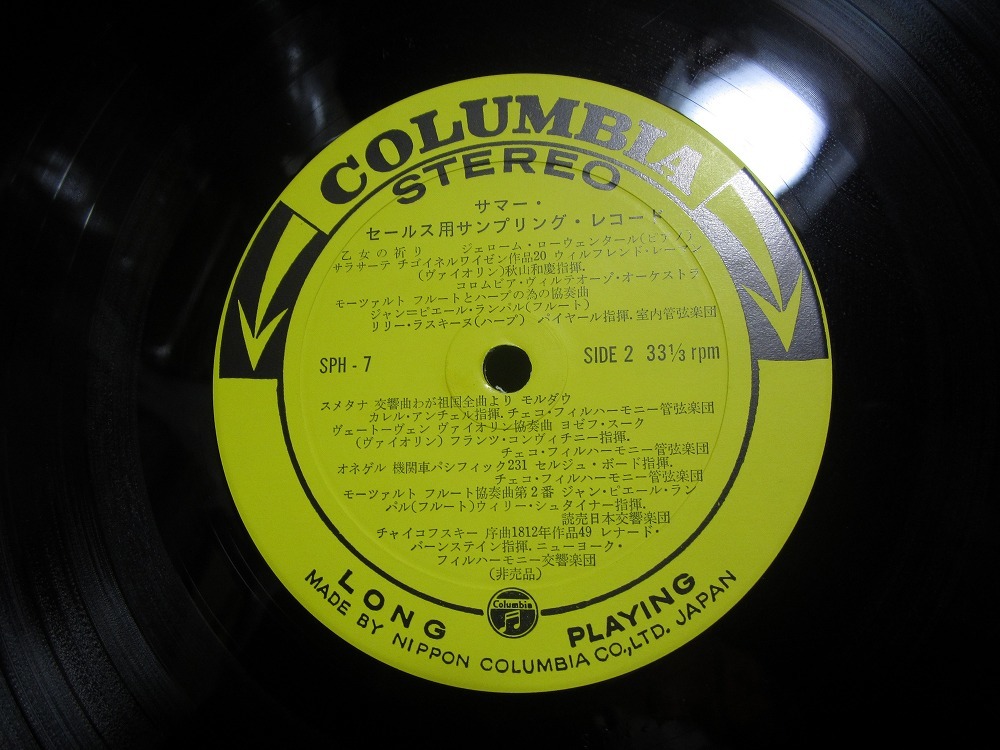 COLUMBIA
STEREO
サマー・
セールス用サンプリング・レコード
乙女の祈り　ジェローム・ローウェンタール(ピアノ)
サラサーテ チゴイネルワイゼン作品20 ウィルフレンド・レーマン
(ヴァイオリン)秋山和慶指揮.
コロムビア・ヴィルテオーゾ・オーケストラ
モーツァルト フルートとハープの為の協奏曲
ジャン=ピエール・ランパル(フルート)
リリー・ラスキーヌ(ハープ) パイヤール指揮.室内管弦楽団
SPH - 7
SIDE 2 33 1/3 rpm
スメタナ 交響曲わが祖国全曲より モルダウ
カレル・アンチェル指揮.チェコ・フィルハーモニー管弦楽団
ヴェートーヴェン ヴァイオリン協奏曲 ヨゼフ・スーク
(ヴァイオリン) フランツ・コンヴィチニー指揮.
チェコ・フィルハーモニー管弦楽団
オネゲル 機関車パシフィック231 セルジュ・ボード指揮.
チェコ・フィルハーモニー管弦楽団
モーツァルト フルート協奏曲第2番 ジャン・ピエール・ラン
パル(フルート)ウィリー・シュタイナー指揮.
読売日本交響楽団
チャイコフスキー 序曲1812年作品49 レナード・
バーンステイン指揮.ニューヨーク・
フィルハーモニー交響楽団
(非売品)
Columbia
LONG PLAYING
MADE BY NIPPON COLUMBIA CO.,LTD. JAPAN